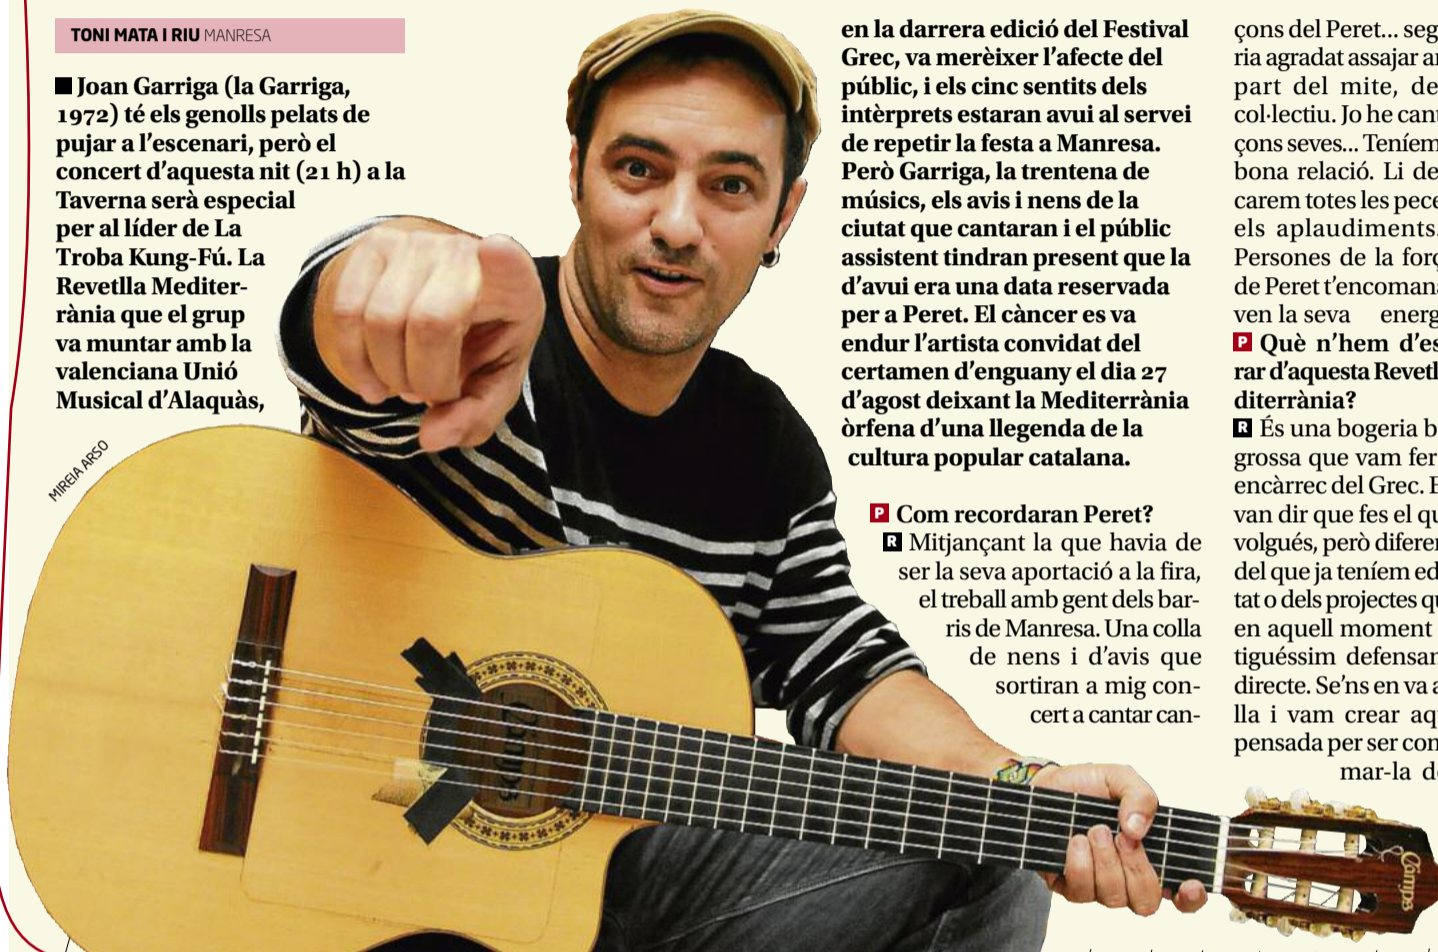 TONI MATA I RIU MANRESA
Joan Garriga (la Garriga,
1972) té els genolls pelats de
pujar a l’escenari, però el
concert d’aquesta nit (21 h) a la
Taverna serà especial
per al líder de La
Troba Kung-Fú. La
Revetlla Mediter-
rània que el grup
va muntar amb la
valenciana Unió
Musical d’Alaquàs,
MIREIA ARSO
en la darrera edició del Festival
Grec, va merèixer l’afecte del
públic, i els cinc sentits dels
intèrprets estaran avui al servei
de repetir la festa a Manresa.
Però Garriga, la trentena de
músics, els avis i nens de la
ciutat que cantaran i el públic
assistent tindran present que la
d’avui era una data reservada
per a Peret. El càncer es va
endur l’artista convidat del
certamen d’enguany el dia 27
d’agost deixant la Mediterrània
òrfena d’una llegenda de la
cultura popular catalana.
P Com recordaran Peret?
R Mitjançant la que havia de
ser la seva aportació a la fira,
el treball amb gent dels bar-
ris de Manresa. Una colla
de nens i d’avis que
sortiran a mig con-
cert a cantar can-
çons del Peret... seg
ria agradat assajar
part del mite, de
col·lectiu. Jo he can
çons seves... Teníem
bona relació. Li de
carem totes les pec
els aplaudiments.
Persones de la forç
de Peret t’encoman
ven la seva energ
P Què n’hem d’es
rar d’aquesta Revetl
diterrània?
R És una bogeria b
grossa que vam fer
encàrrec del Grec. E
van dir que fes el qu
volgués, però difere
del que ja teníem ed
tat o dels projectes qu
en aquell moment
tiguéssim defensan
directe. Se’ns en va a
lla i vam crear aq
pensada per ser con
mar-la d
Camps
Camps